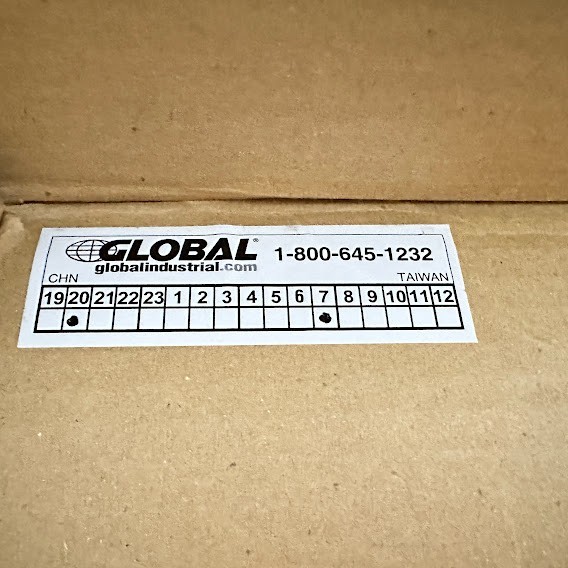 GLOBAL® 1-800-645-1232
globalindustrial.com
CHN TAIWAN
19 20 21 22 23 1 2 3 4 5 6 7 8 9 10 11 12